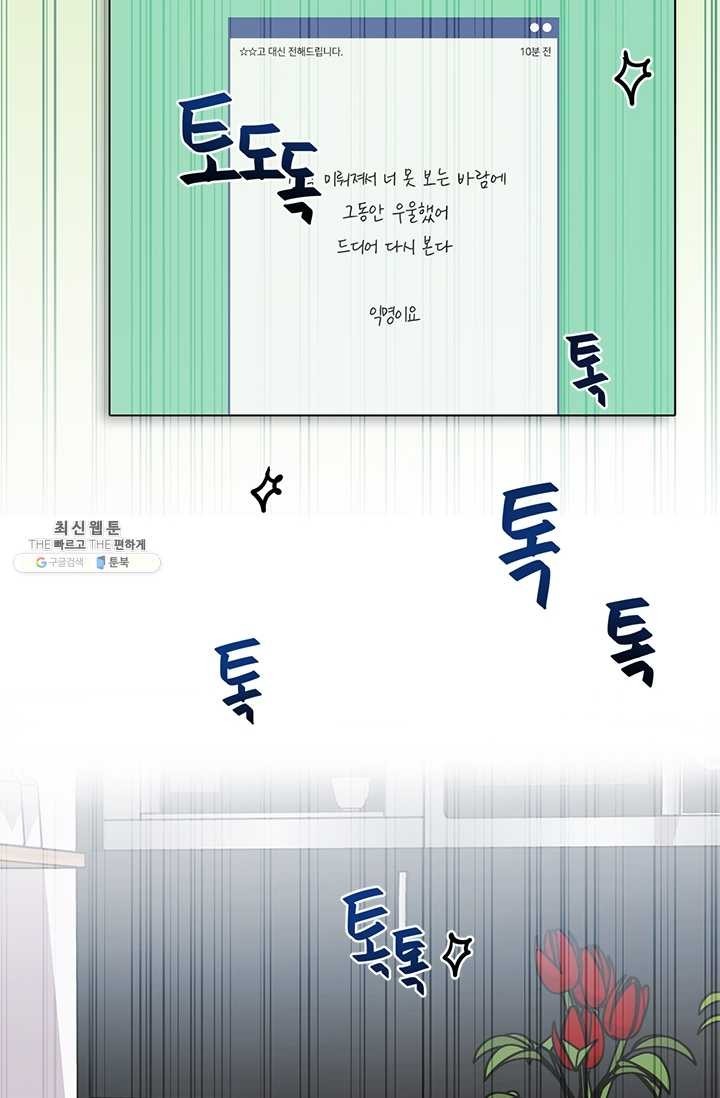 ☆☆고 대신 전해드립니다. 10분 전
토도독
미뤄져서 너 못 보는 바람에
그동안 우울했어
드디어 다시 본다
익명이요
톡
톡
최신웹툰
THE 빠르고 THE 편하게
구글검색 툰북
톡
톡
톡톡